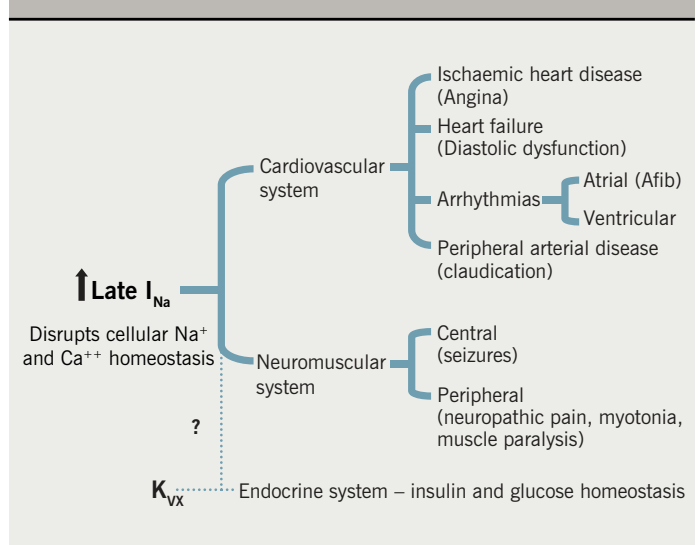 Ischaemic heart disease
(Angina)
Heart failure
(Diastolic dysfunction)
Cardiovascular
system
Arrhythmias
Atrial (Afib)
Ventricular
Peripheral arterial disease
(claudication)
⬆Late I_Na
Disrupts cellular Na⁺
and Ca⁺⁺ homeostasis
Neuromuscular
system
Central
(seizures)
Peripheral
(neuropathic pain, myotonia,
muscle paralysis)
?
K_VX
Endocrine system – insulin and glucose homeostasis